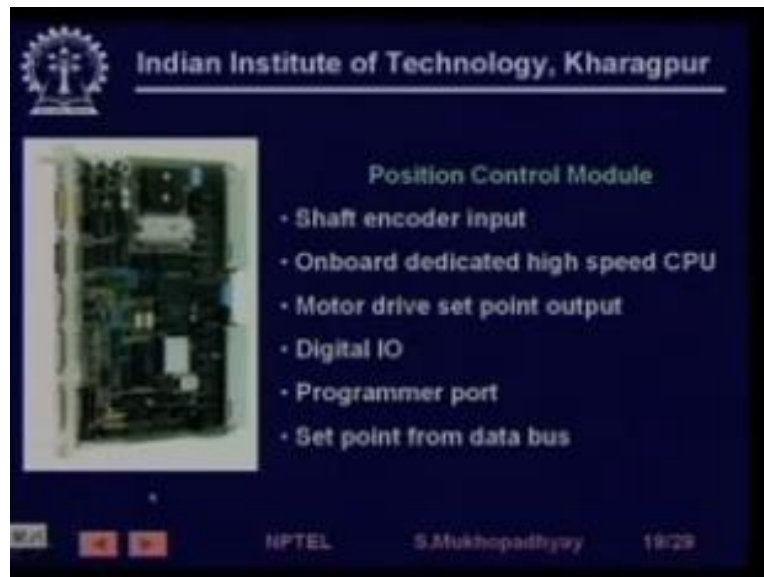 Indian Institute of Technology, Kharagpur
Position Control Module
• Shaft encoder input
• Onboard dedicated high speed CPU
• Motor drive set point output
• Digital IO
• Programmer port
• Set point from data bus
NPTEL S.Mukhopadhyay 19/29